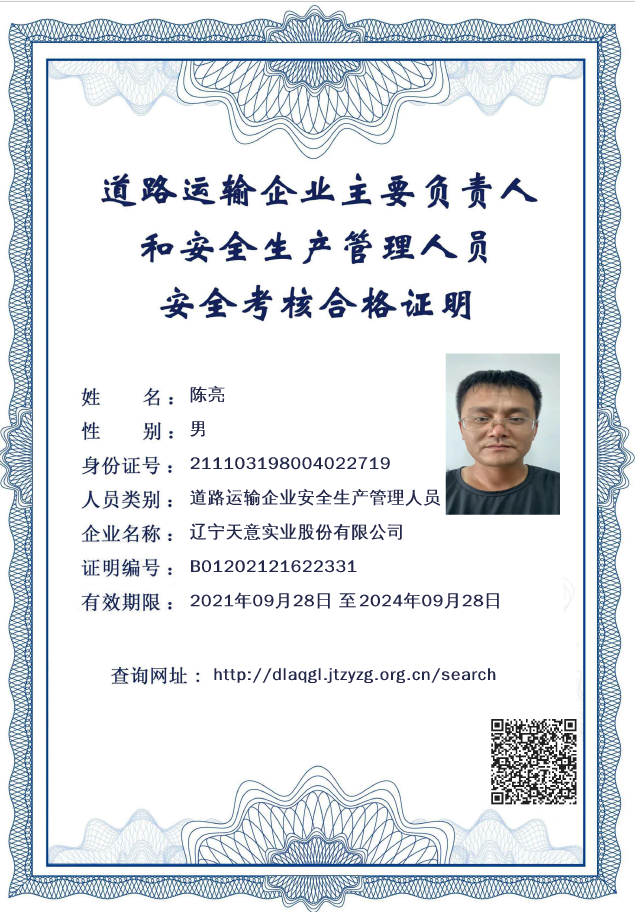 道路运输企业主要负责人
和安全生产管理人员
安全考核合格证明
姓 名：陈亮
性 别：男
身份证号：211103198004022719
人员类别：道路运输企业安全生产管理人员
企业名称：辽宁天意实业股份有限公司
证明编号：B01202121622331
有效期限：2021年09月28日 至2024年09月28日
查询网址：http://dlaqgl.jtzyzg.org.cn/search